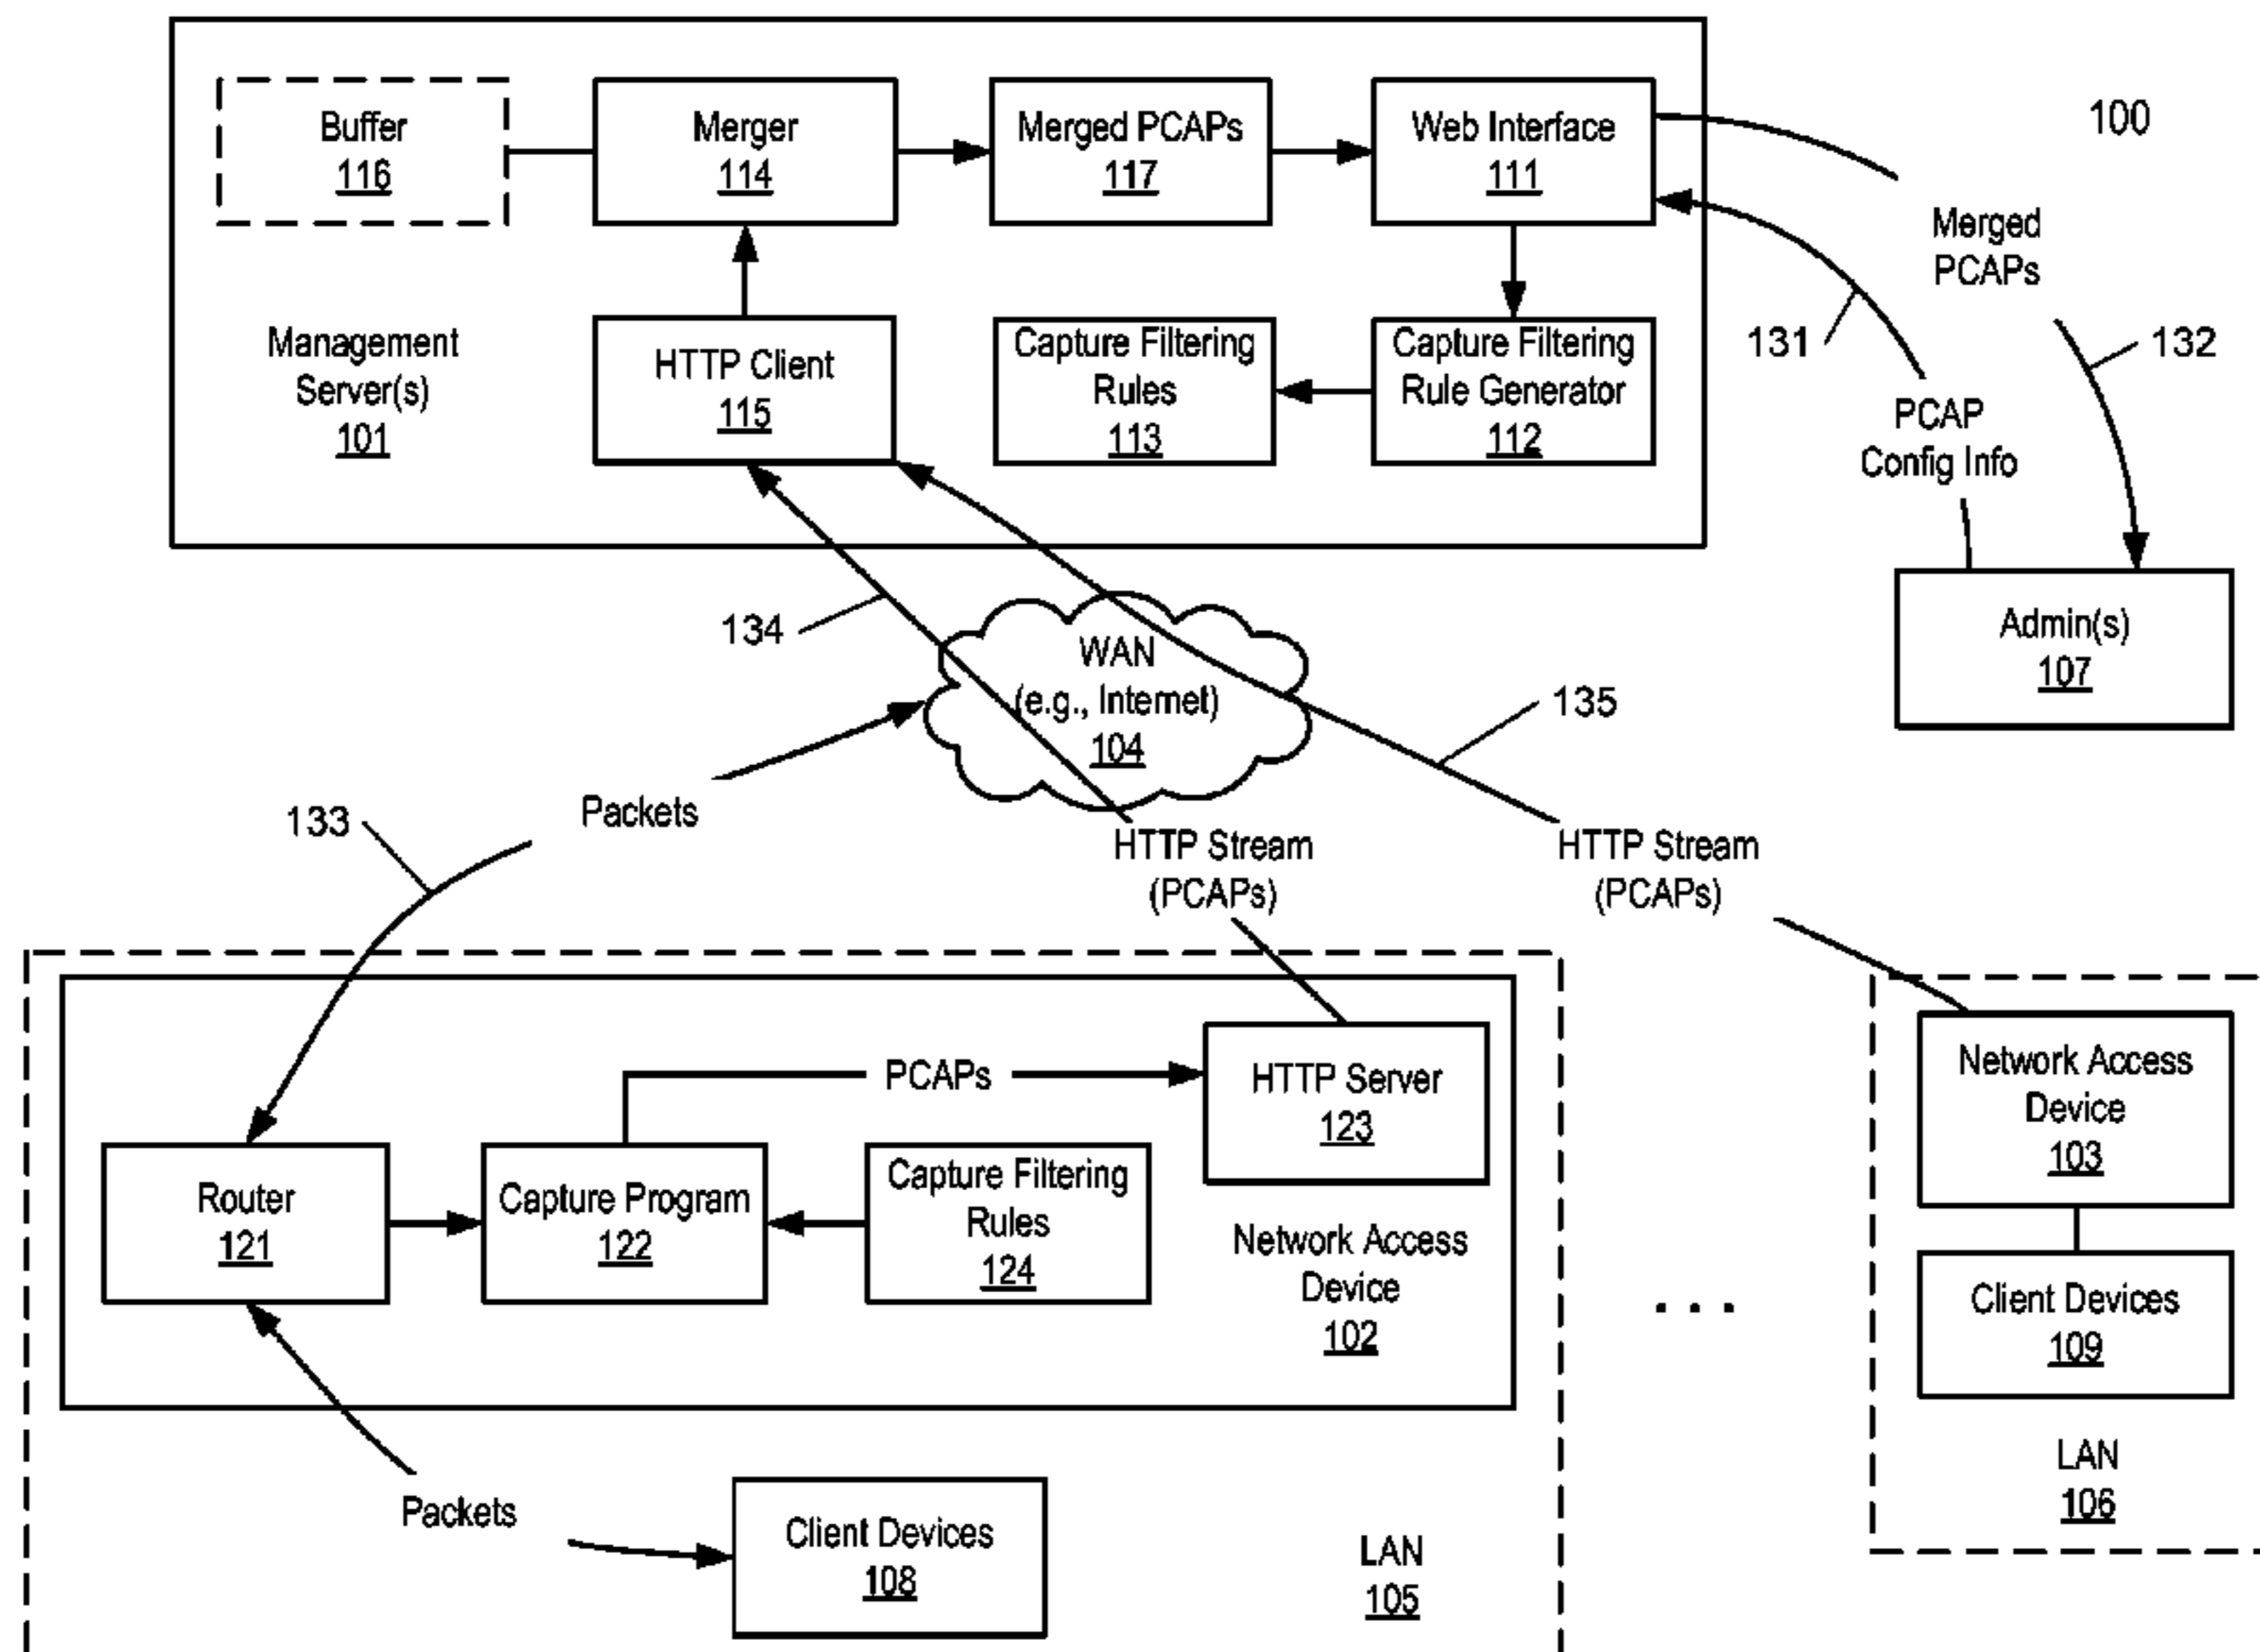 Buffer
116
Merger
114
Merged PCAPs
117
Web Interface
111
100
Merged
PCAPs
Management
Server(s)
101
HTTP Client
115
Capture Filtering
Rules
113
Capture Filtering
Rule Generator
112
131
132
PCAP
Config Info
134
WAN
(e.g., Internet)
104
135
Admin(s)
107
133
Packets
HTTP Stream
(PCAPs)
HTTP Stream
(PCAPs)
PCAPs
HTTP Server
123
Router
121
Capture Program
122
Capture Filtering
Rules
124
Network Access
Device
102
Network Access
Device
103
Client Devices
109
. . .
LAN
106
Packets
Client Devices
108
LAN
105